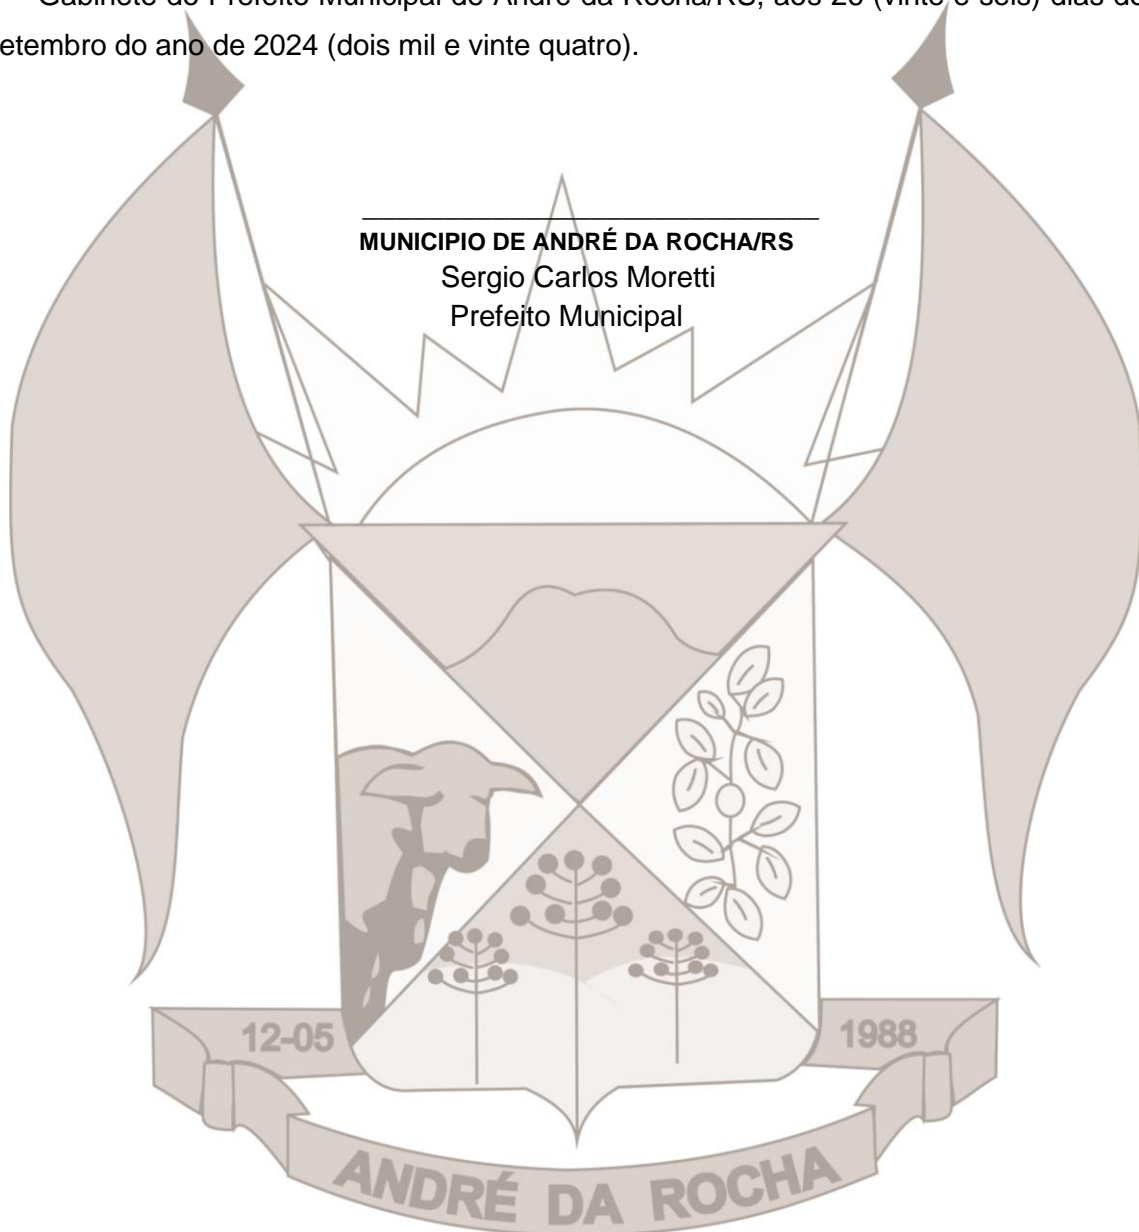 Gabinete do Prefeito Municipal de André da Rocha/RS, aos 26 (vinte e seis) dias de
etembro do ano de 2024 (dois mil e vinte quatro).
MUNICIPIO DE ANDRÉ DA ROCHA/RS
Sergio Carlos Moretti
Prefeito Municipal
12-05
1988
ANDRÉ DA ROCHA